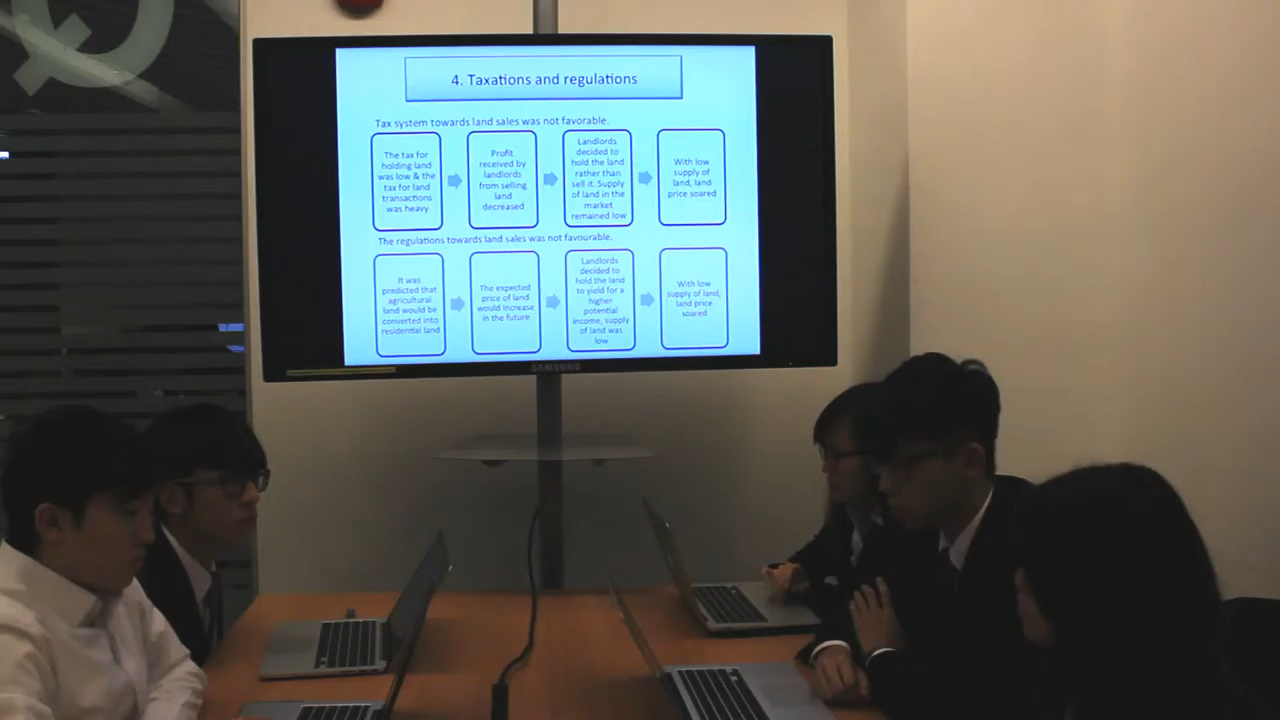 4. Taxations and regulations
Tax system towards land sales was not favorable.
The tax for
holding land
was low & the
tax for land
transactions
was heavy
Profit
received by
landlords
from selling
land
decreased
Landlords
decided to
hold the land
rather than
sell it. Supply
of land in the
market
remained low
With low
supply of
land, land
price soared
The regulations towards land sales was not favourable.
It was
predicted that
agricultural
land would be
converted into
residential land
The expected
price of land
would increase
in the future
Landlords
decided to
hold the land
to yield for a
higher
potential
income, supply
of land was
low
With low
supply of land,
land price
soared
SAMSUNG